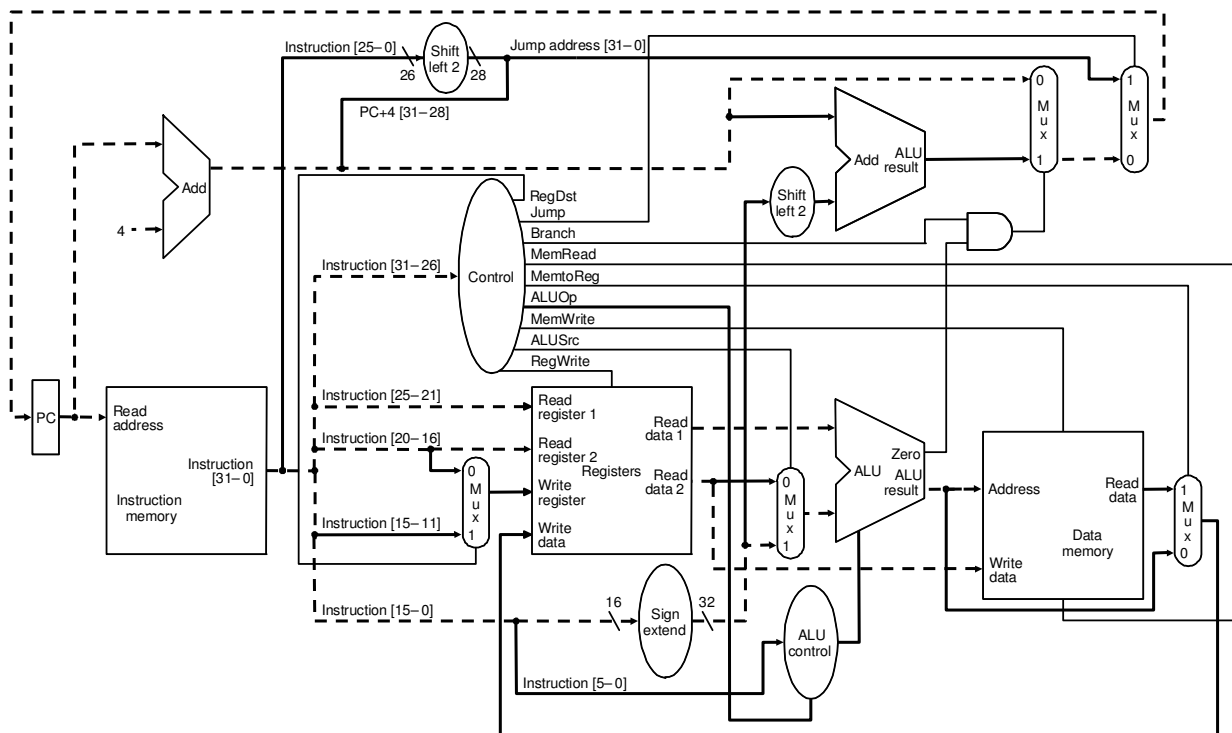 Instruction [25–0]
26
Shift
left 2
28
Jump address [31–0]
PC+4 [31–28]
Add
4
Add
ALU
result
0
M
u
x
1
1
M
u
x
0
Shift
left 2
Instruction [31–26]
Control
RegDst
Jump
Branch
MemRead
MemtoReg
ALUOp
MemWrite
ALUSrc
RegWrite
PC
Read
address
Instruction
[31–0]
Instruction
memory
Instruction [25–21]
Instruction [20–16]
Instruction [15–11]
0
M
u
x
1
Read
register 1
Read
register 2
Registers
Write
register
Write
data
Read
data 1
Read
data 2
0
M
u
x
1
Zero
ALU
ALU
result
Address
Read
data
Data
memory
Write
data
1
M
u
x
0
Instruction [15–0]
16
Sign
extend
32
ALU
control
Instruction [5–0]